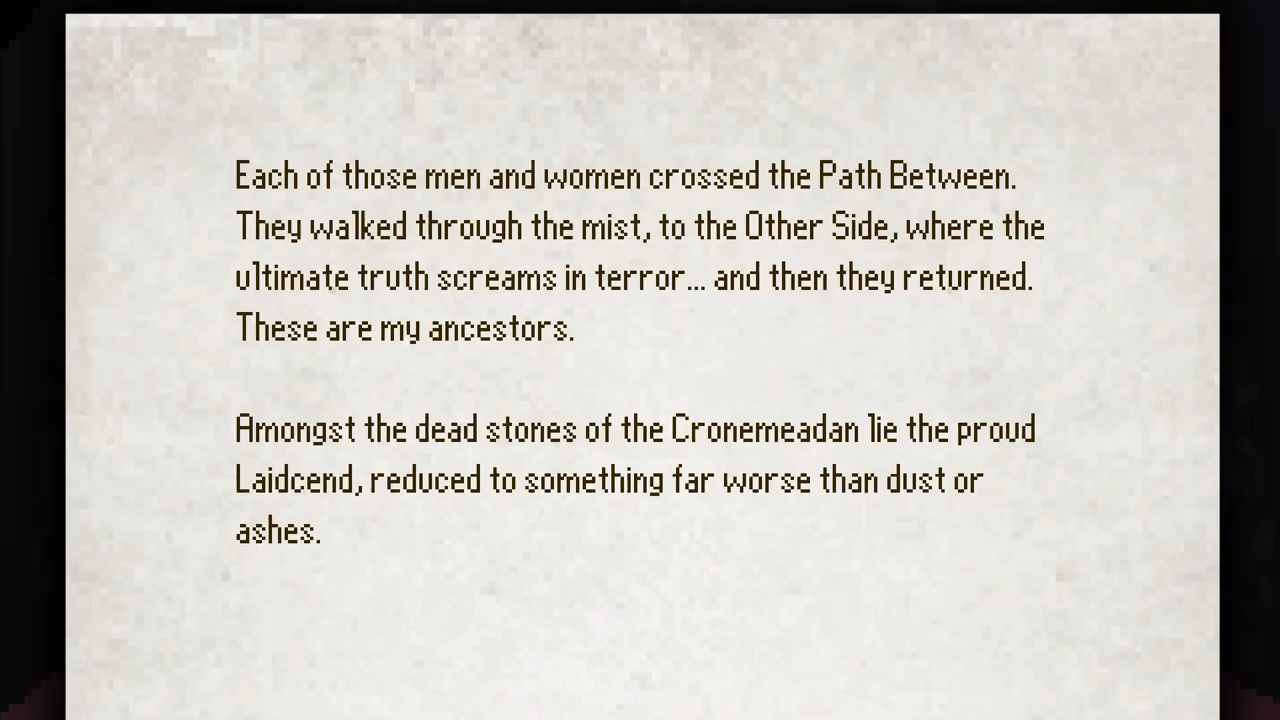 Each of those men and women crossed the Path Between.
They walked through the mist, to the Other Side, where the
ultimate truth screams in terror... and then they returned.
These are my ancestors.
Amongst the dead stones of the Cronemeadan lie the proud
Laidcend, reduced to something far worse than dust or
ashes.